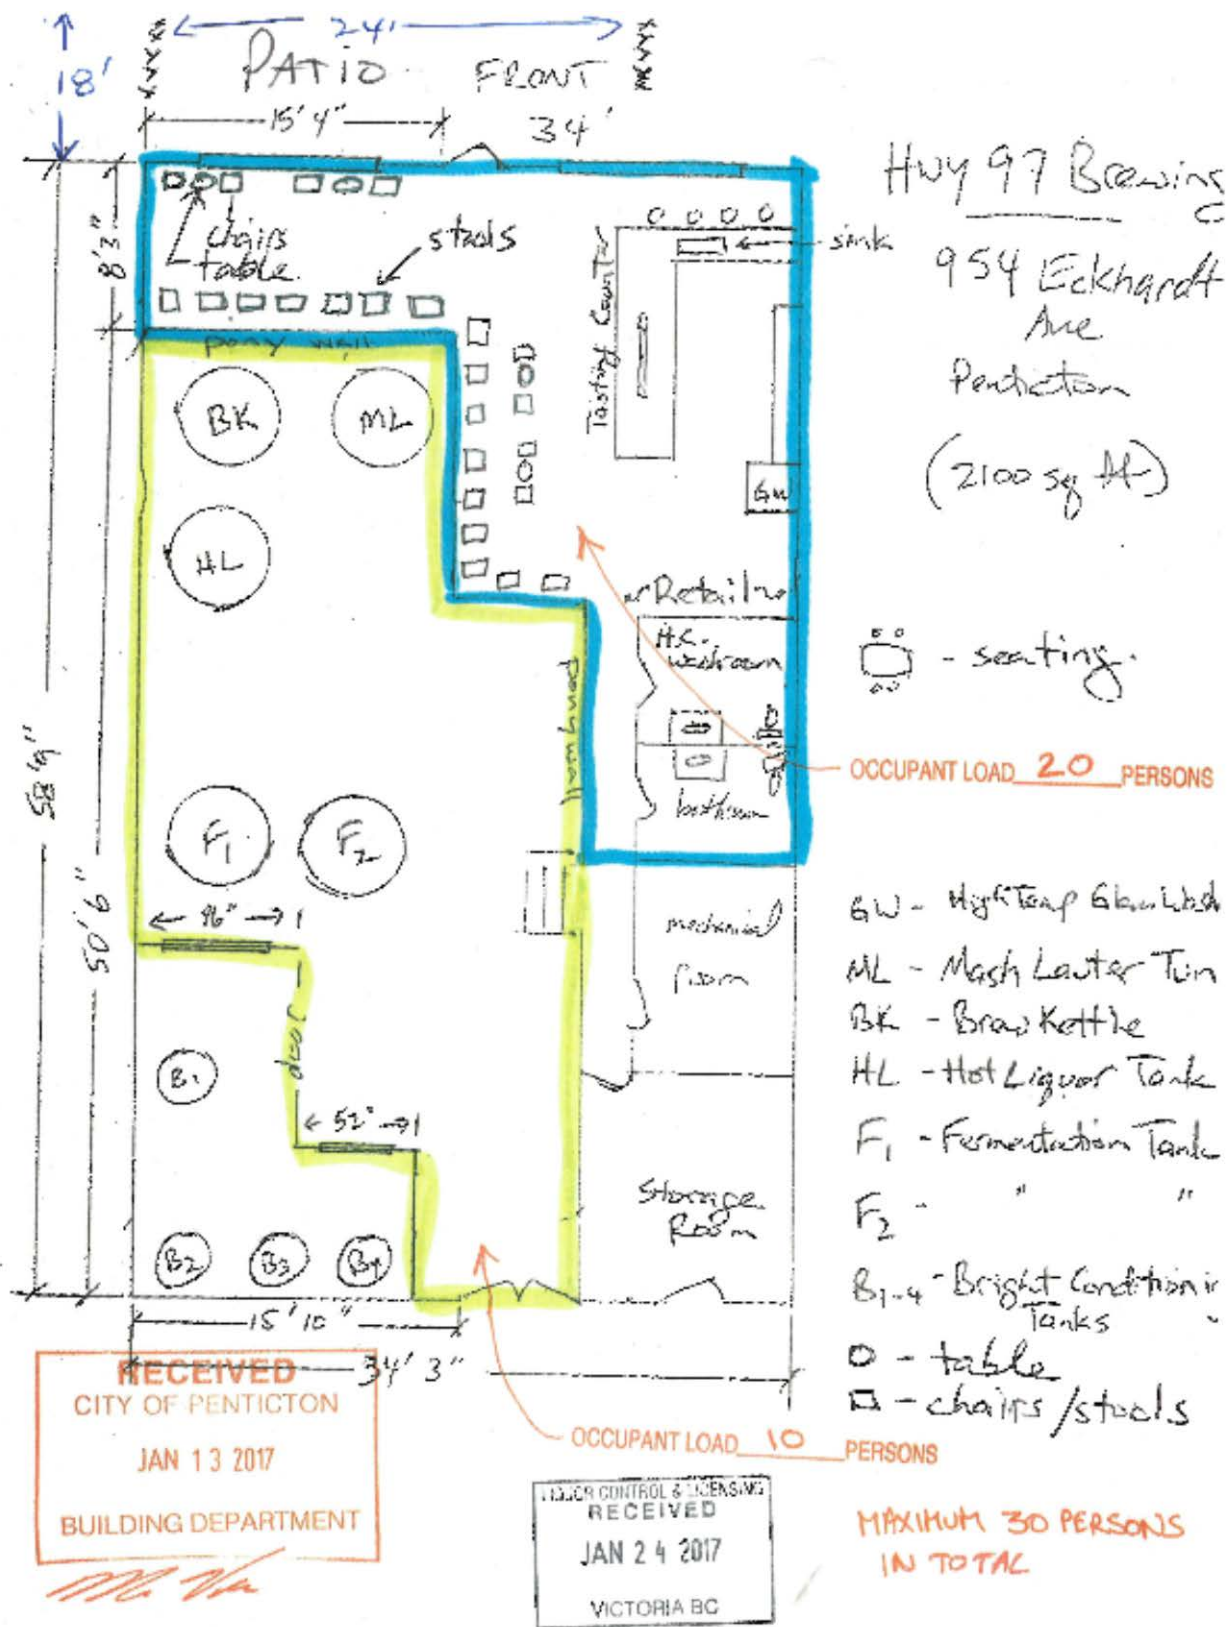 24'
18'
PATIO
FRONT
15'4"
34'
Hwy 97 Brewing
954 Eckhardt
Ave
Penticton
(2100 sq ft)
8'3"
chairs
table
stools
sink
Tasting Counter
pony wall
BK
ML
HL
GW
Retail
H.C.
washroom
- seating.
pony wall
OCCUPANT LOAD 20 PERSONS
bathroom
58'9"
50'6"
F1
F2
96"
mechanical
Room
door
B1
52"
GW - High Temp Glass Wash
ML - Mash Lauter Tun
BK - Brew Kettle
HL - Hot Liquor Tank
F1 - Fermentation Tank
F2 - " "
B1-4 - Bright Conditionin
Tanks
O - table
□ - chairs/stools
Storage
Room
B2
B3
B4
15'10"
34'3"
RECEIVED
CITY OF PENTICTON
JAN 13 2017
BUILDING DEPARTMENT
OCCUPANT LOAD 10 PERSONS
LIQUOR CONTROL & LICENSING
RECEIVED
JAN 24 2017
VICTORIA BC
MAXIMUM 30 PERSONS
IN TOTAL